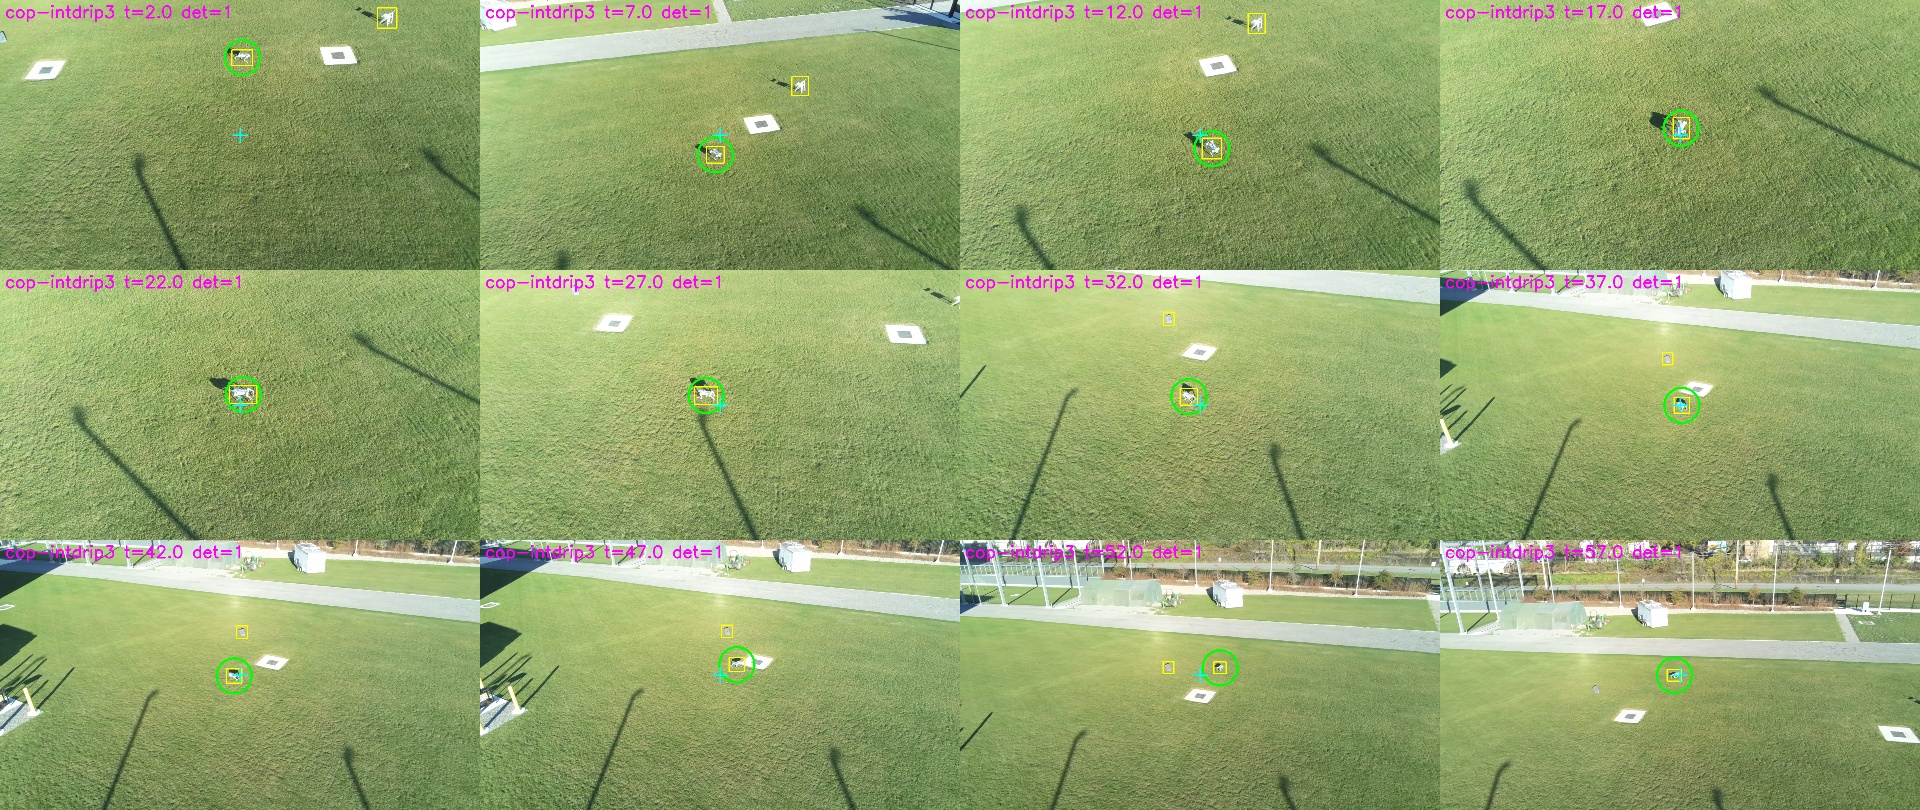 cop-intdrip3 t=2.0 det=1
cop-intdrip3 t=7.0 det=1
cop-intdrip3 t=12.0 det=1
cop-intdrip3 t=17.0 det=1
cop-intdrip3 t=22.0 det=1
cop-intdrip3 t=27.0 det=1
cop-intdrip3 t=32.0 det=1
cop-intdrip3 t=37.0 det=1
cop-intdrip3 t=42.0 det=1
cop-intdrip3 t=47.0 det=1
cop-intdrip3 t=52.0 det=1
cop-intdrip3 t=57.0 det=1